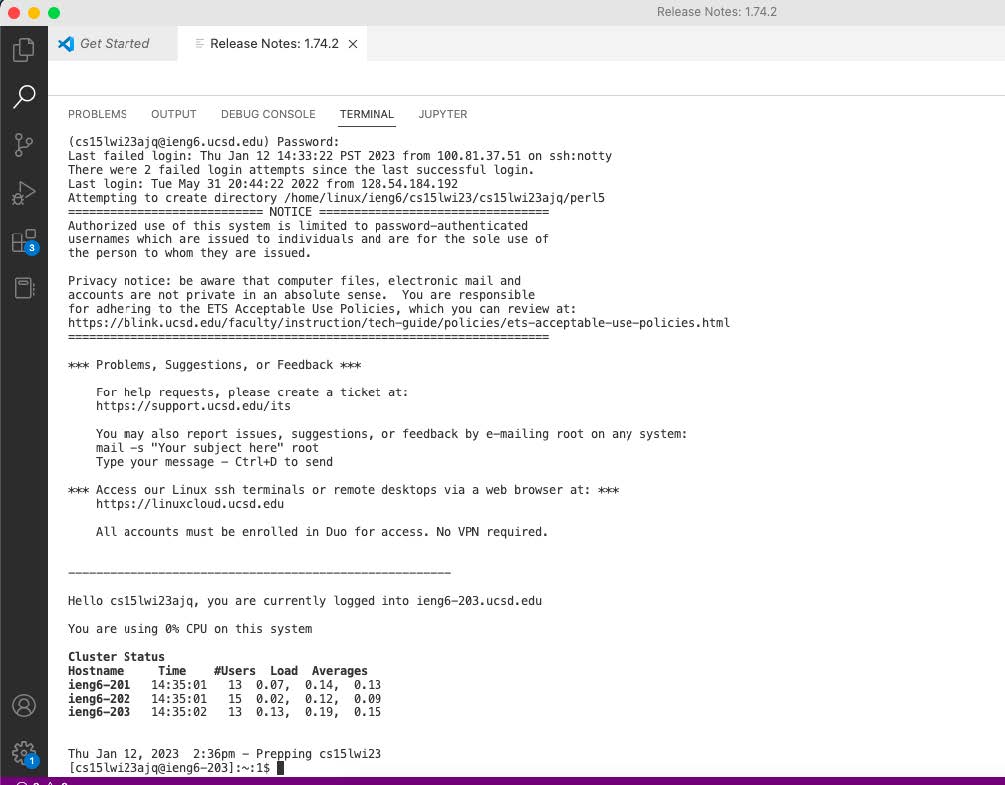 Release Notes: 1.74.2
Get Started
Release Notes: 1.74.2
PROBLEMS OUTPUT DEBUG CONSOLE TERMINAL JUPYTER
(cs15lwi23ajq@ieng6.ucsd.edu) Password:
Last failed login: Thu Jan 12 14:33:22 PST 2023 from 100.81.37.51 on ssh:notty
There were 2 failed login attempts since the last successful login.
Last login: Tue May 31 20:44:22 2022 from 128.54.184.192
Attempting to create directory /home/linux/ieng6/cs15lwi23/cs15lwi23ajq/perl5
============================ NOTICE =================================
Authorized use of this system is limited to password-authenticated
usernames which are issued to individuals and are for the sole use of
the person to whom they are issued.
Privacy notice: be aware that computer files, electronic mail and
accounts are not private in an absolute sense.  You are responsible
for adhering to the ETS Acceptable Use Policies, which you can review at:
https://blink.ucsd.edu/faculty/instruction/tech-guide/policies/ets-acceptable-use-policies.html
=====================================================================
*** Problems, Suggestions, or Feedback ***
For help requests, please create a ticket at:
https://support.ucsd.edu/its
You may also report issues, suggestions, or feedback by e-mailing root on any system:
mail -s "Your subject here" root
Type your message - Ctrl+D to send
*** Access our Linux ssh terminals or remote desktops via a web browser at: ***
https://linuxcloud.ucsd.edu
All accounts must be enrolled in Duo for access. No VPN required.
-------------------------------------------------------
Hello cs15lwi23ajq, you are currently logged into ieng6-203.ucsd.edu
You are using 0% CPU on this system
Cluster Status
Hostname     Time    #Users  Load  Averages
ieng6-201   14:35:01   13  0.07,  0.14,  0.13
ieng6-202   14:35:01   15  0.02,  0.12,  0.09
ieng6-203   14:35:02   13  0.13,  0.19,  0.15
Thu Jan 12, 2023  2:36pm - Prepping cs15lwi23
[cs15lwi23ajq@ieng6-203]:~:1$
3
1